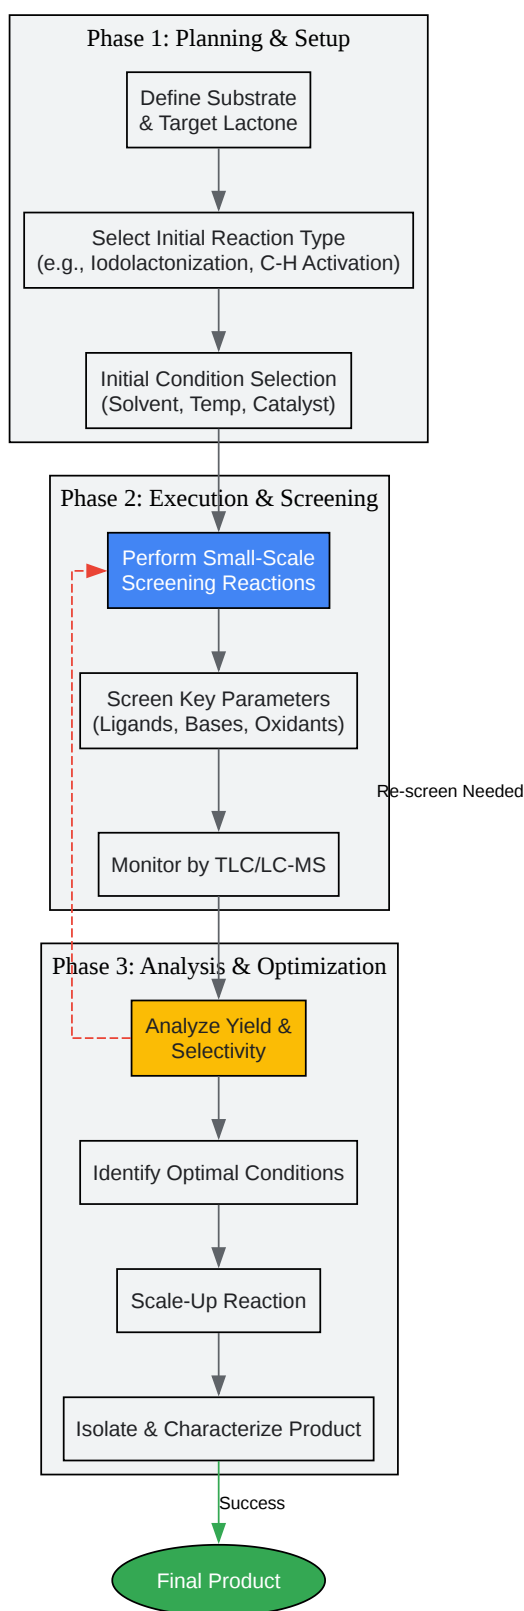 Phase 1: Planning & Setup
Define Substrate
& Target Lactone
Select Initial Reaction Type
(e.g., Iodolactonization, C-H Activation)
Initial Condition Selection
(Solvent, Temp, Catalyst)
Phase 2: Execution & Screening
Perform Small-Scale
Screening Reactions
Screen Key Parameters
(Ligands, Bases, Oxidants)
Re-screen Needed
Monitor by TLC/LC-MS
Phase 3: Analysis & Optimization
Analyze Yield &
Selectivity
Identify Optimal Conditions
Scale-Up Reaction
Isolate & Characterize Product
Success
Final Product